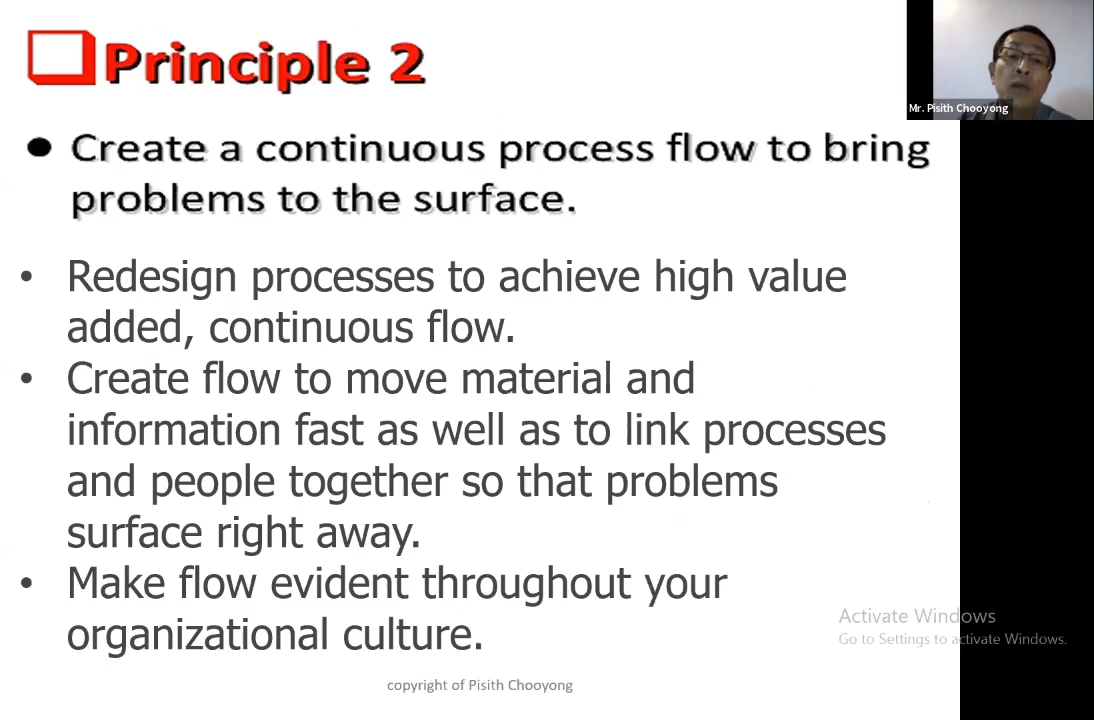 Principle 2
Mr. Pisith Chooyong
Create a continuous process flow to bring
problems to the surface.
• Redesign processes to achieve high value
added, continuous flow.
• Create flow to move material and
information fast as well as to link processes
and people together so that problems
surface right away.
• Make flow evident throughout your
organizational culture.
Activate Windows
Go to Settings to activate Windows.
copyright of Pisith Chooyong